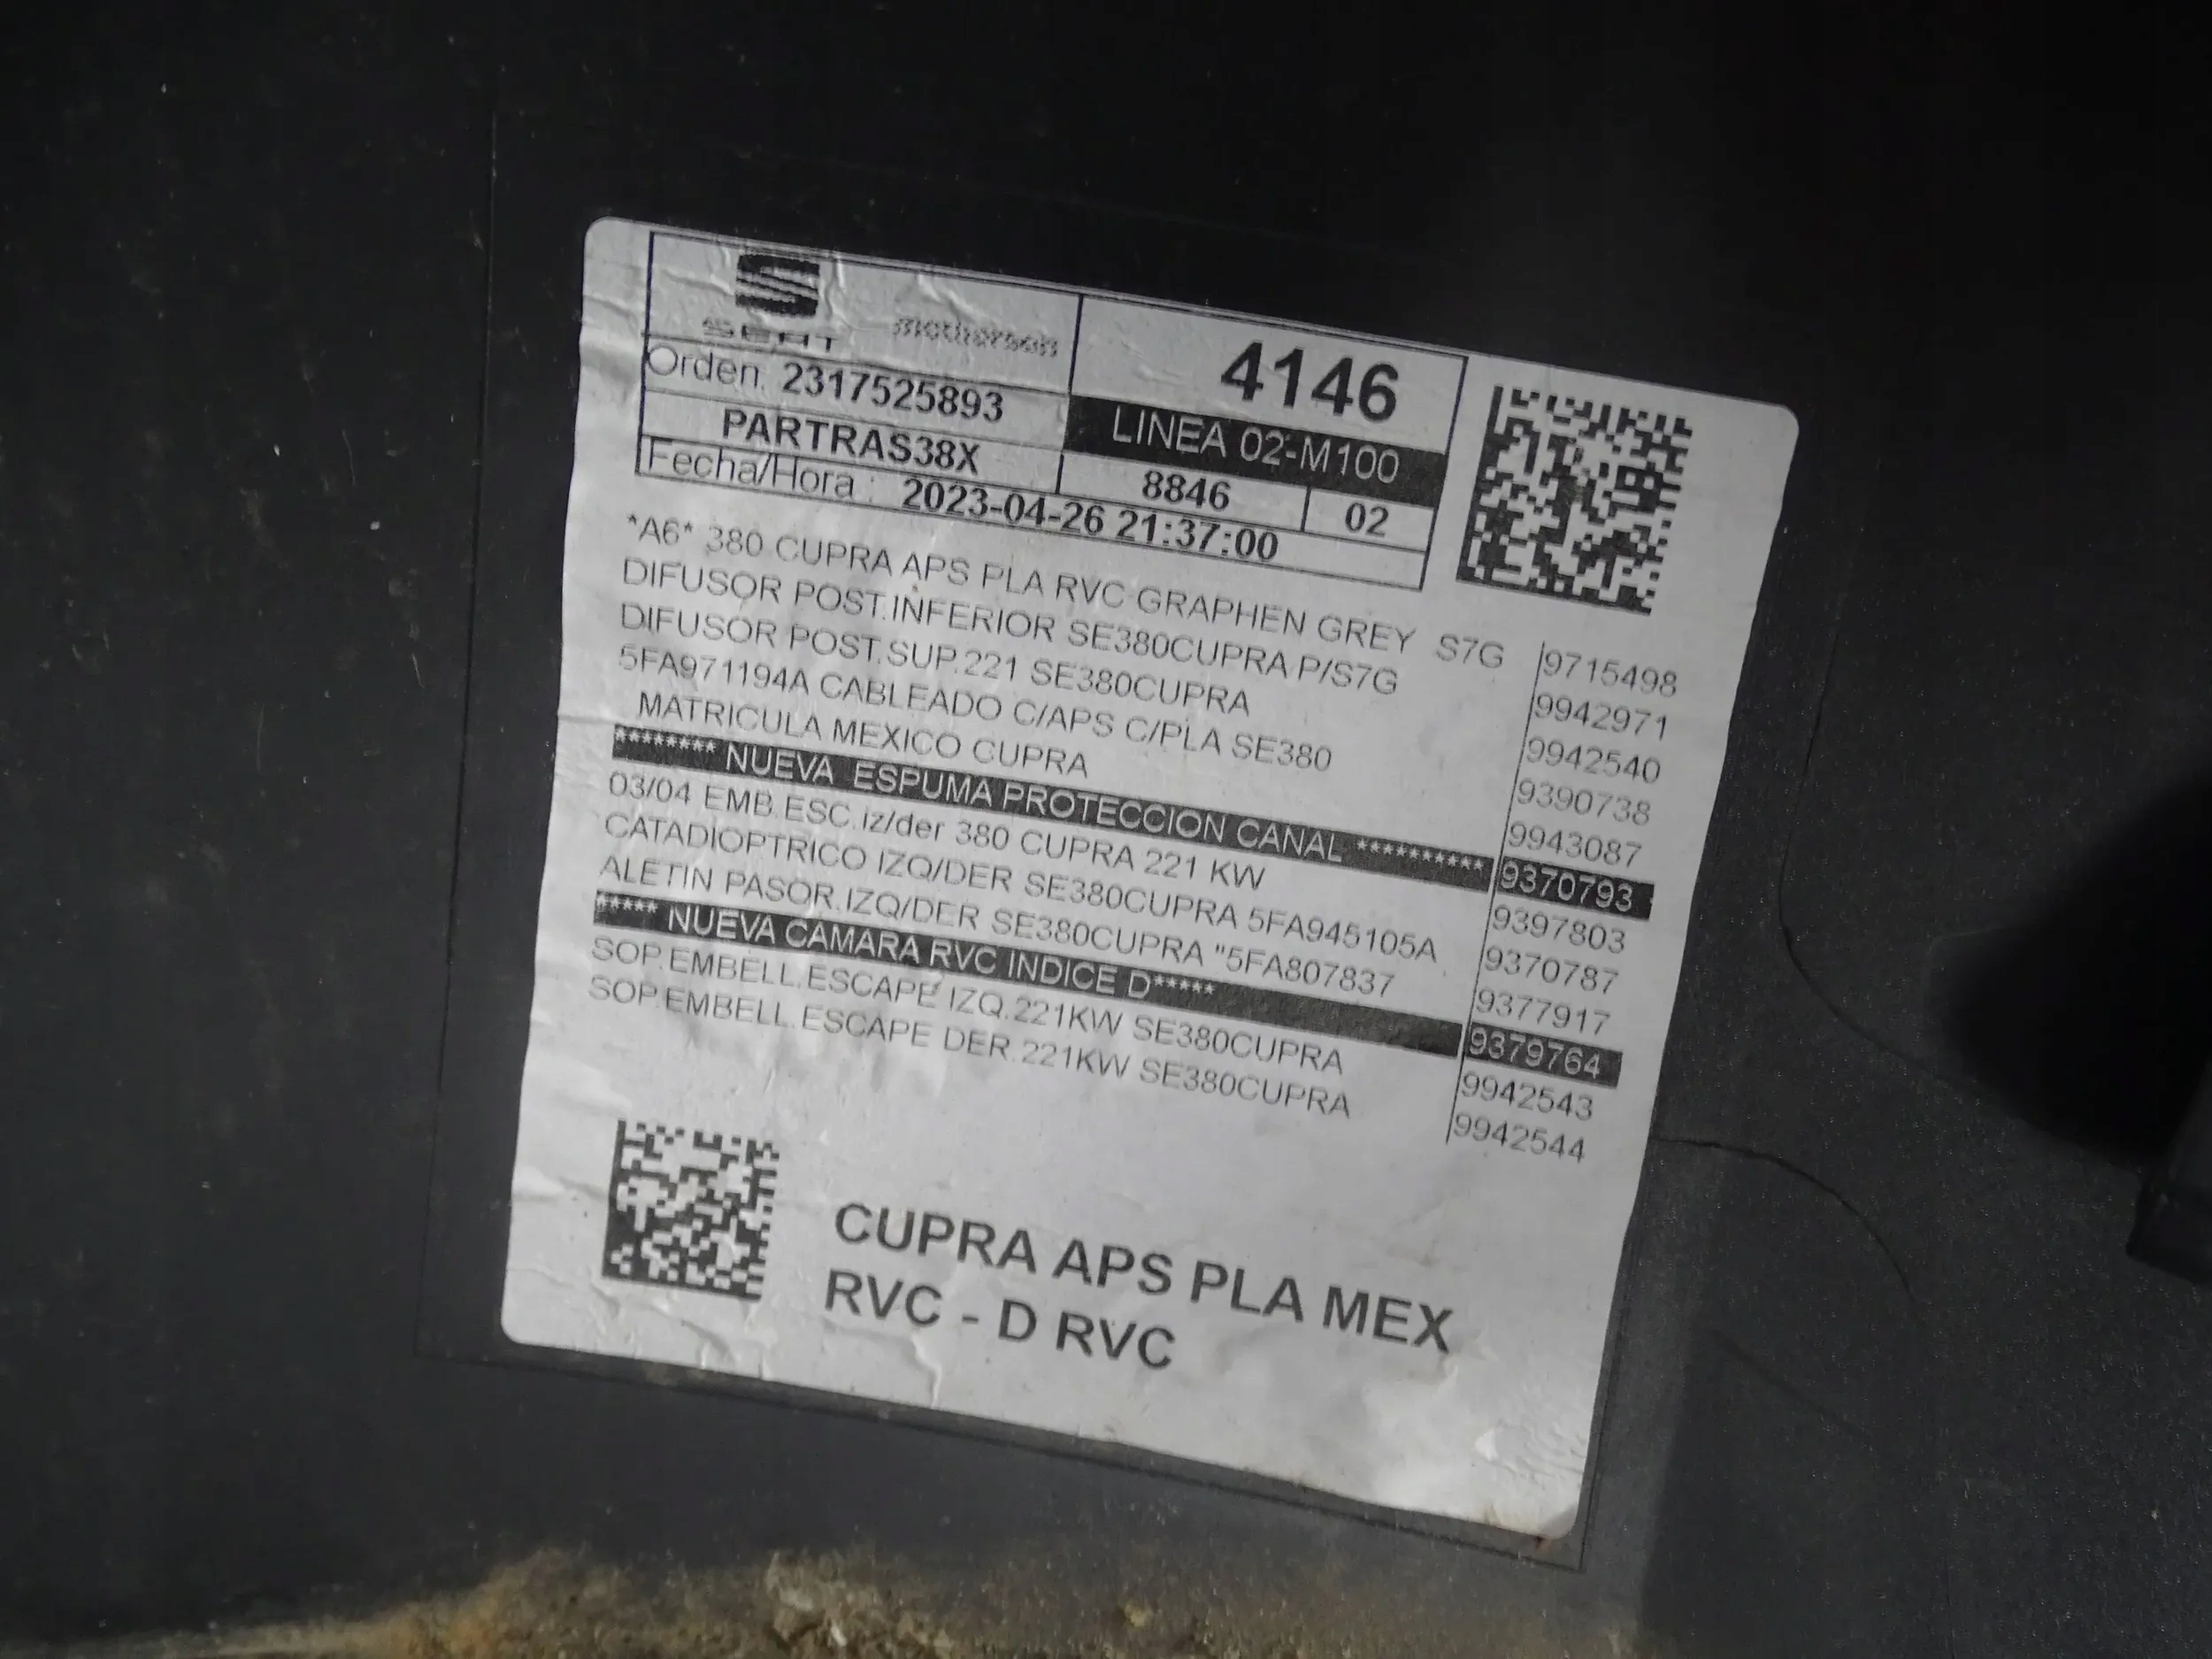 SEAT motherson
4146
Orden. 2317525893
LINEA 02-M100
PARTRAS38X
8846 02
Fecha/Hora : 2023-04-26 21:37:00
*A6* 380 CUPRA APS PLA RVC GRAPHEN GREY S7G 9715498
DIFUSOR POST.INFERIOR SE380CUPRA P/S7G 9942971
DIFUSOR POST.SUP.221 SE380CUPRA 9942540
5FA971194A CABLEADO C/APS C/PLA SE380 9390738
MATRICULA MEXICO CUPRA 9943087
******** NUEVA ESPUMA PROTECCION CANAL ********** 9370793
03/04 EMB.ESC.iz/der 380 CUPRA 221 KW 9397803
CATADIOPTRICO IZQ/DER SE380CUPRA 5FA945105A 9370787
ALETIN PASOR.IZQ/DER SE380CUPRA "5FA807837 9377917
***** NUEVA CAMARA RVC INDICE D***** 9379764
SOP.EMBELL.ESCAPE IZQ.221KW SE380CUPRA 9942543
SOP.EMBELL.ESCAPE DER.221KW SE380CUPRA 9942544
CUPRA APS PLA MEX
RVC - D RVC